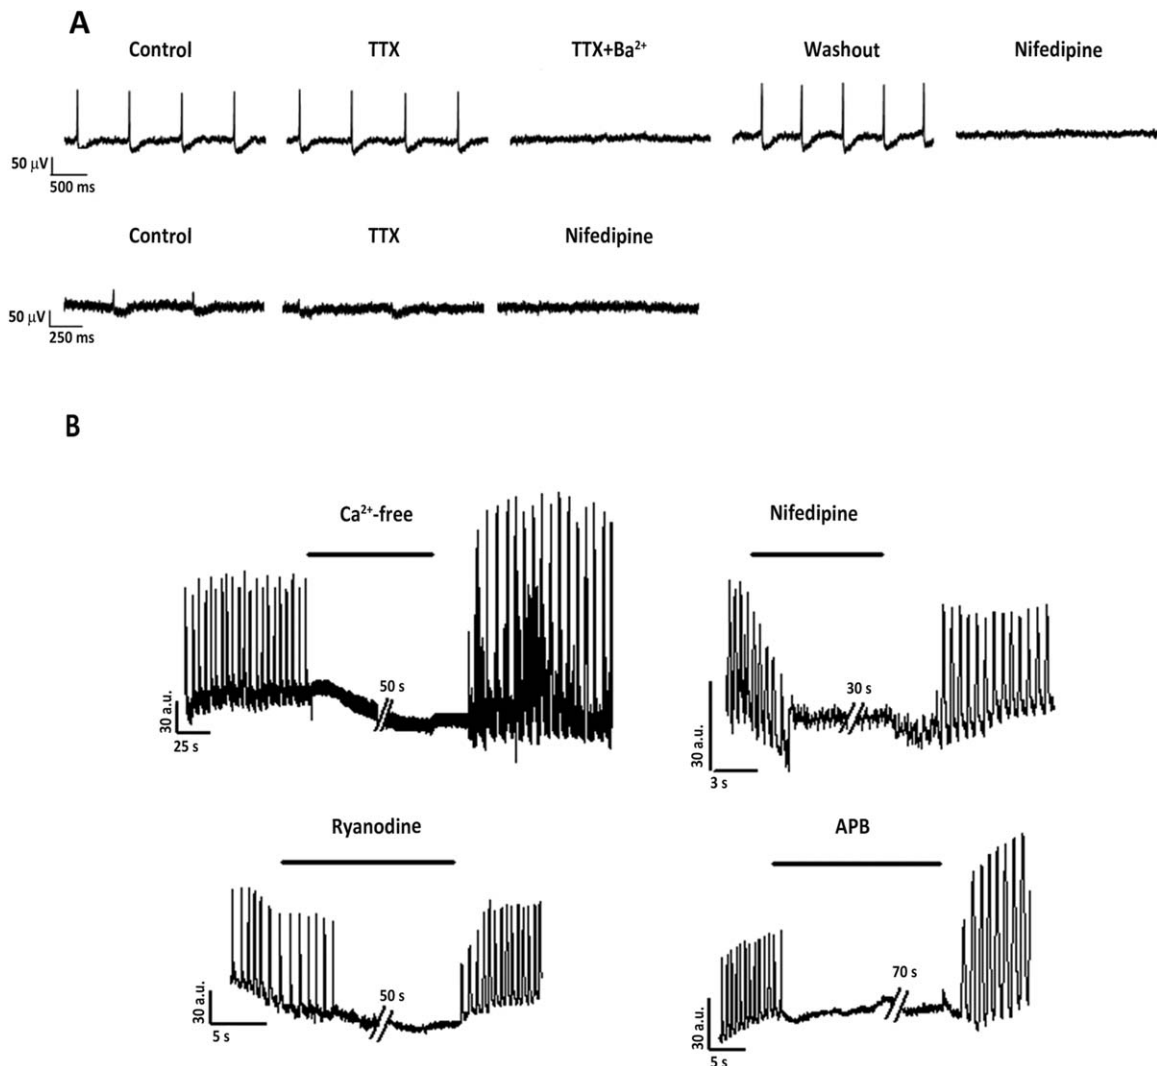 A
Control TTX TTX+Ba²⁺ Washout Nifedipine
50 μV
500 ms
Control TTX Nifedipine
50 μV
250 ms
B
Ca²⁺-free Nifedipine
50 s 30 s
30 a.u. 30 a.u.
25 s 3 s
Ryanodine APB
50 s 70 s
30 a.u. 30 a.u.
5 s 5 s